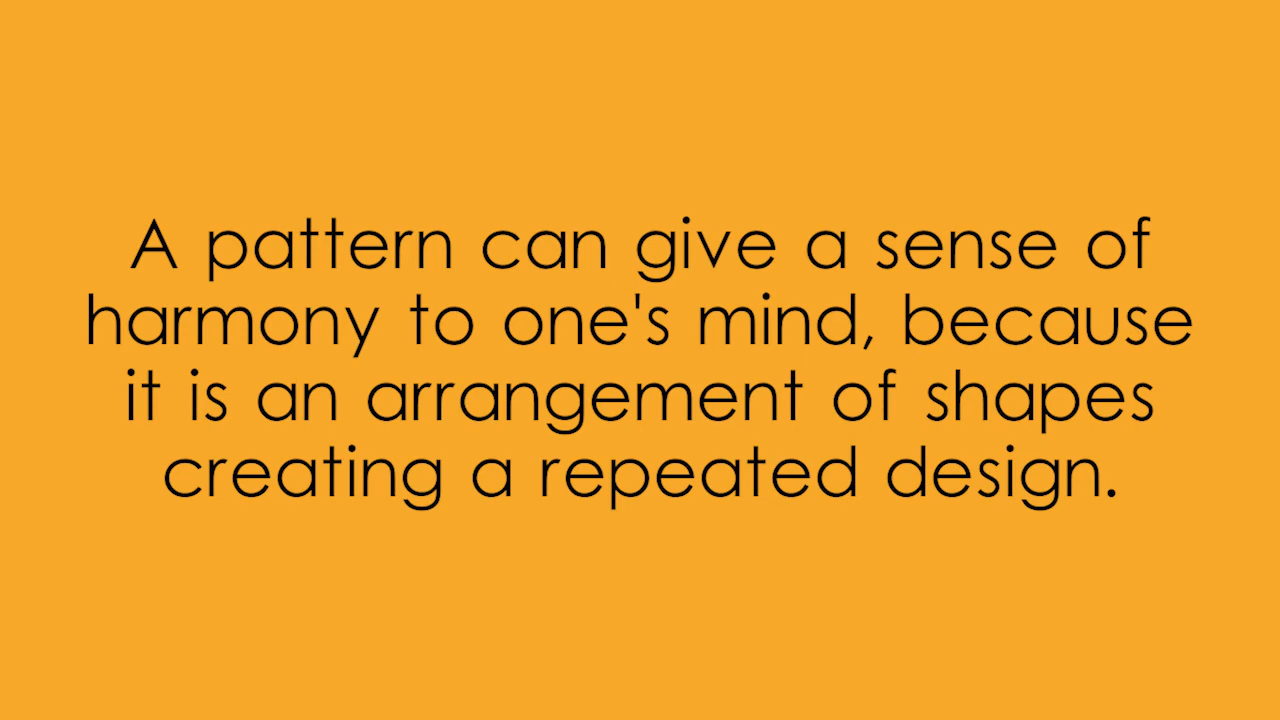 A pattern can give a sense of
harmony to one's mind, because
it is an arrangement of shapes
creating a repeated design.